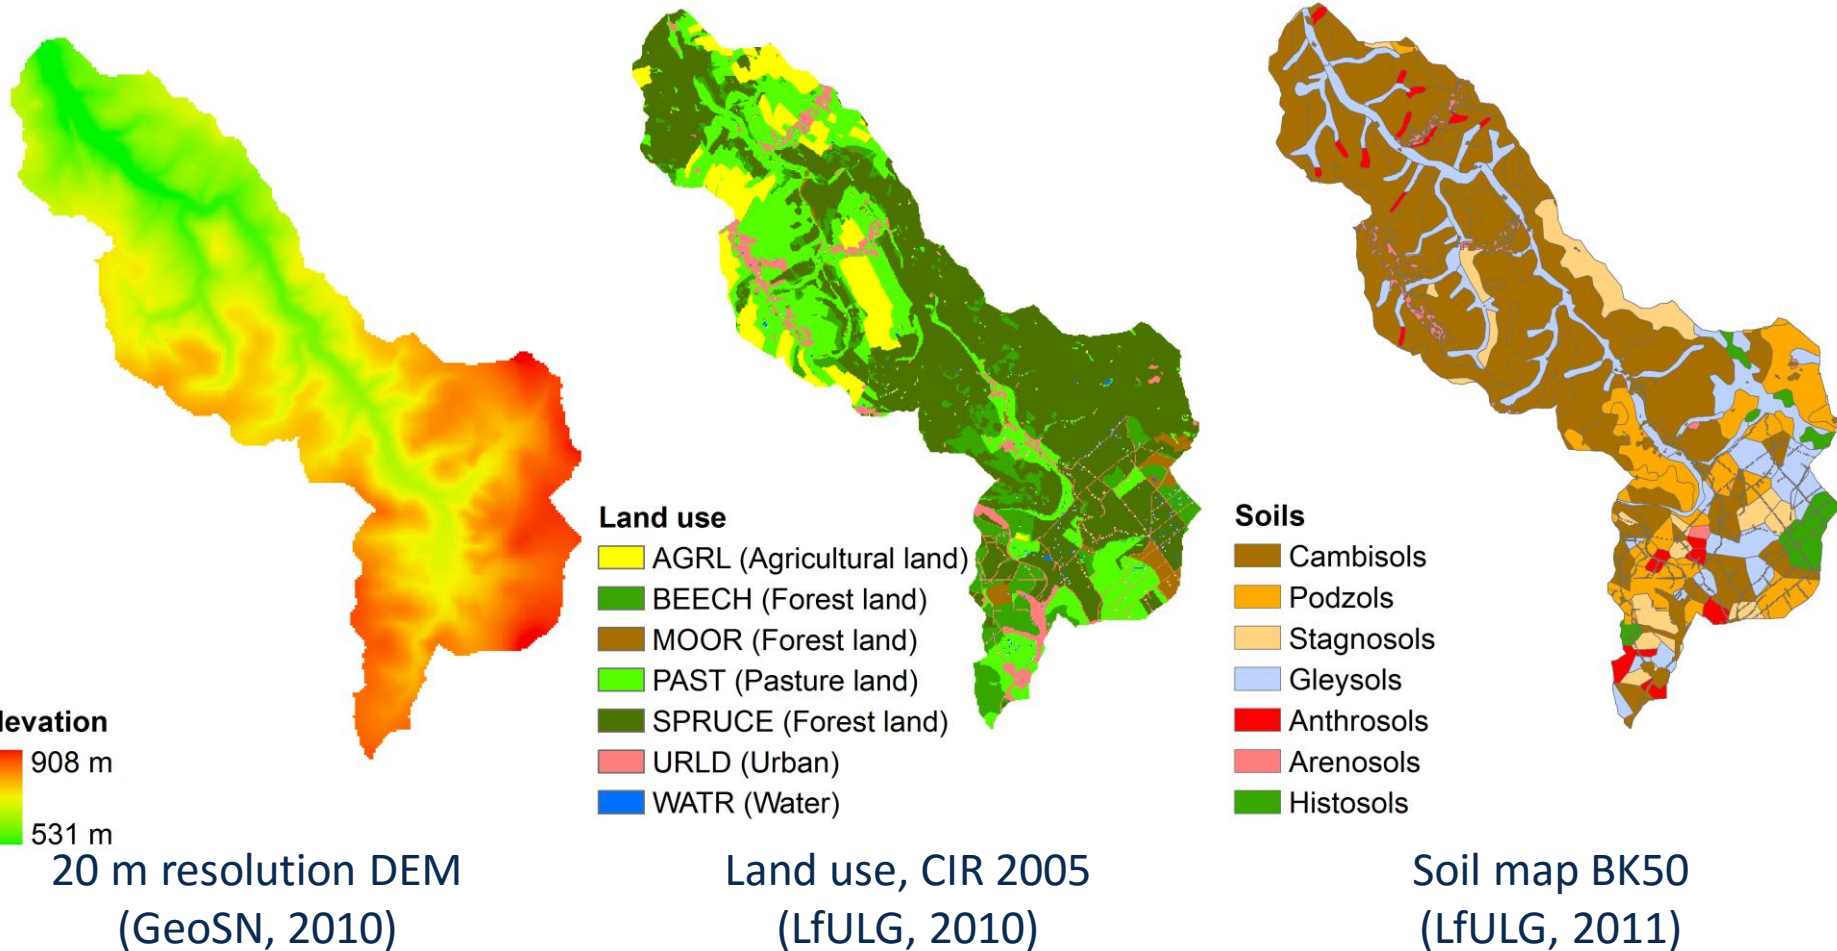 levation
908 m
531 m
20 m resolution DEM
(GeoSN, 2010)
Land use
AGRL (Agricultural land)
BEECH (Forest land)
MOOR (Forest land)
PAST (Pasture land)
SPRUCE (Forest land)
URLD (Urban)
WATR (Water)
Land use, CIR 2005
(LfULG, 2010)
Soils
Cambisols
Podzols
Stagnosols
Gleysols
Anthrosols
Arenosols
Histosols
Soil map BK50
(LfULG, 2011)